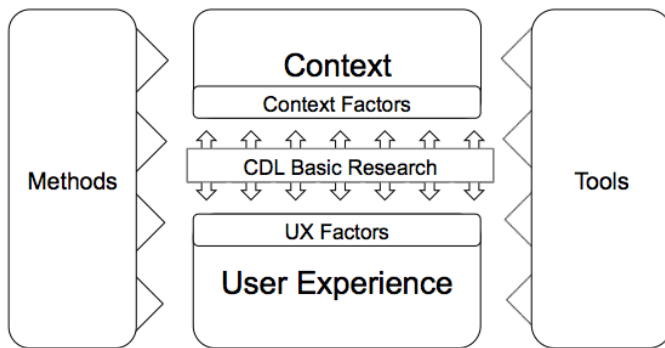 Context
Context Factors
Methods
CDL Basic Research
Tools
UX Factors
User Experience